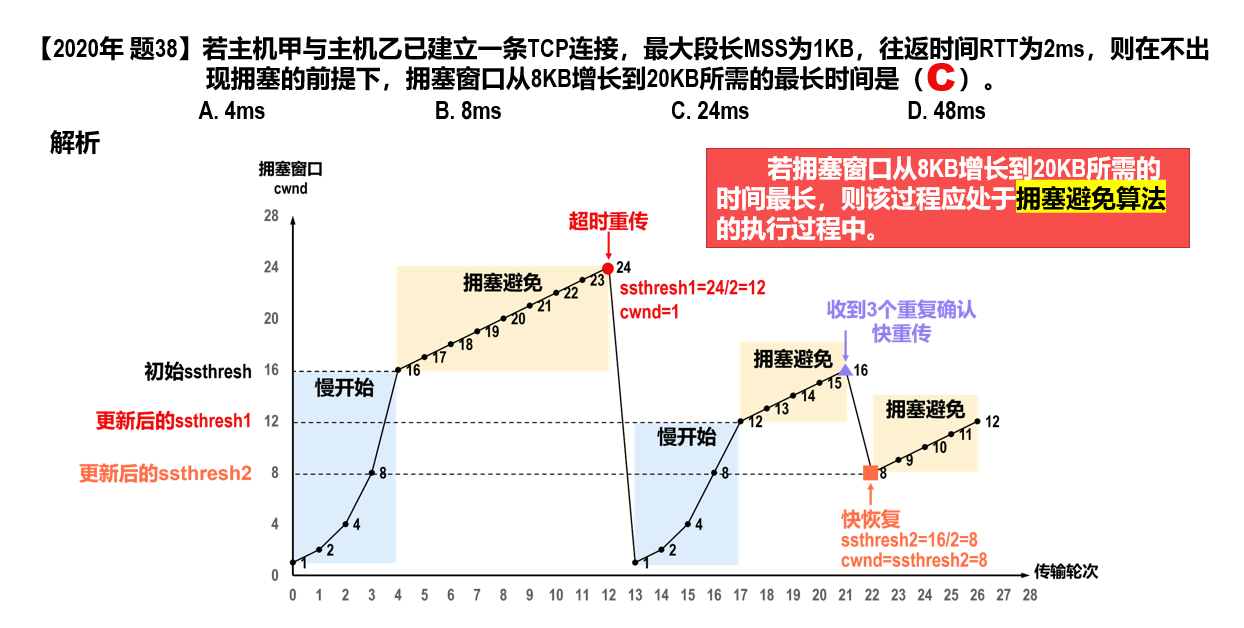 【2020年 题38】若主机甲与主机乙已建立一条TCP连接，最大段长MSS为1KB，往返时间RTT为2ms，则在不出
现拥塞的前提下，拥塞窗口从8KB增长到20KB所需的最长时间是（C）。
A. 4ms B. 8ms C. 24ms D. 48ms
解析
若拥塞窗口从8KB增长到20KB所需的
时间最长，则该过程应处于拥塞避免算法
的执行过程中。
拥塞窗口
cwnd
28
24
20
初始ssthresh 16
更新后的ssthresh1 12
更新后的ssthresh2 8
4
0
慢开始
1 2 4 8
拥塞避免
16 17 18 19 20 21 22 23 24
超时重传
ssthresh1=24/2=12
cwnd=1
慢开始
1 2 4 8
拥塞避免
12 13 14 15 16
收到3个重复确认
快重传
拥塞避免
8 9 10 11 12
快恢复
ssthresh2=16/2=8
cwnd=ssthresh2=8
0 1 2 3 4 5 6 7 8 9 10 11 12 13 14 15 16 17 18 19 20 21 22 23 24 25 26 27 28
传输轮次